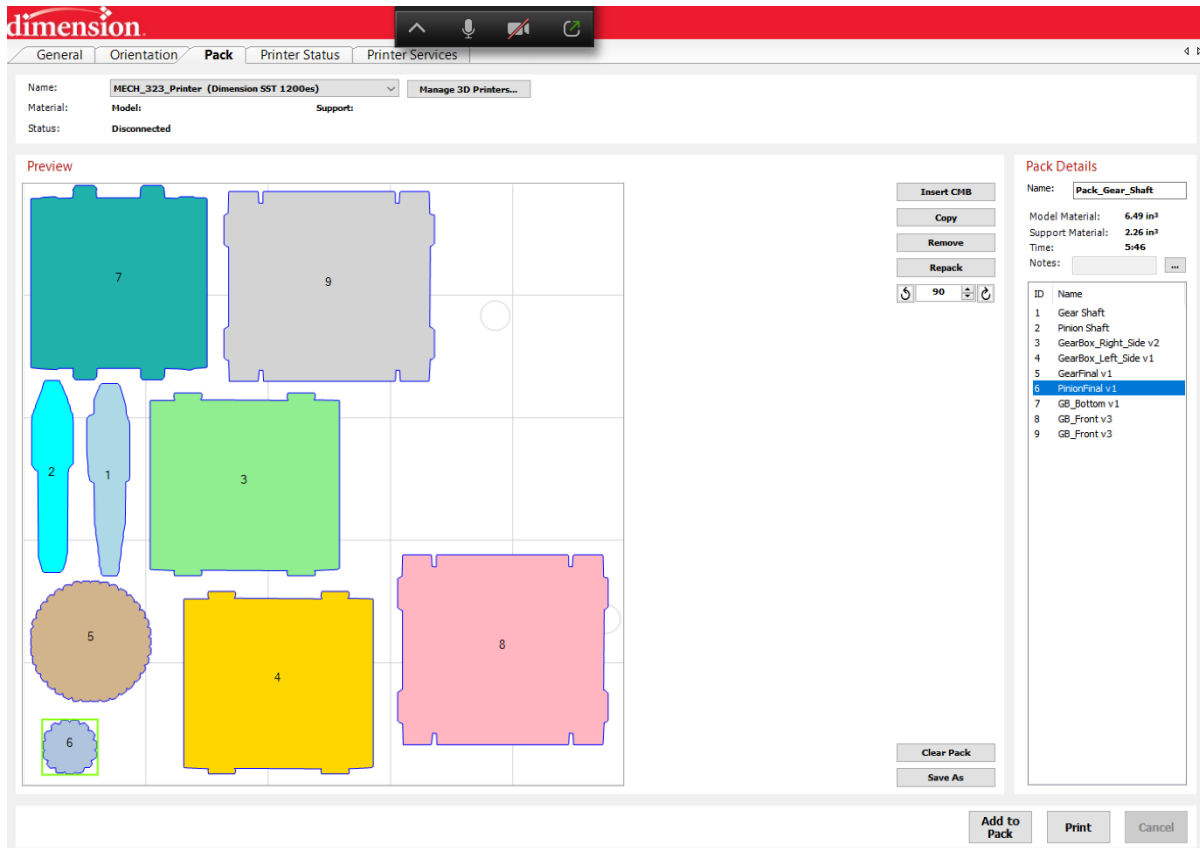 dimension.
General Orientation Pack Printer Status Printer Services
Name: MECH_323_Printer (Dimension SST 1200es) Manage 3D Printers...
Material: Model: Support:
Status: Disconnected
Preview
7
9
2
1
3
5
4
8
6
Insert CMB
Copy
Remove
Repack
90
Clear Pack
Save As
Pack Details
Name: Pack_Gear_Shaft
Model Material: 6.49 in³
Support Material: 2.26 in³
Time: 5:46
Notes: ...
ID Name
1 Gear Shaft
2 Pinion Shaft
3 GearBox_Right_Side v2
4 GearBox_Left_Side v1
5 GearFinal v1
6 PinionFinal v1
7 GB_Bottom v1
8 GB_Front v3
9 GB_Front v3
Add to
Pack
Print
Cancel